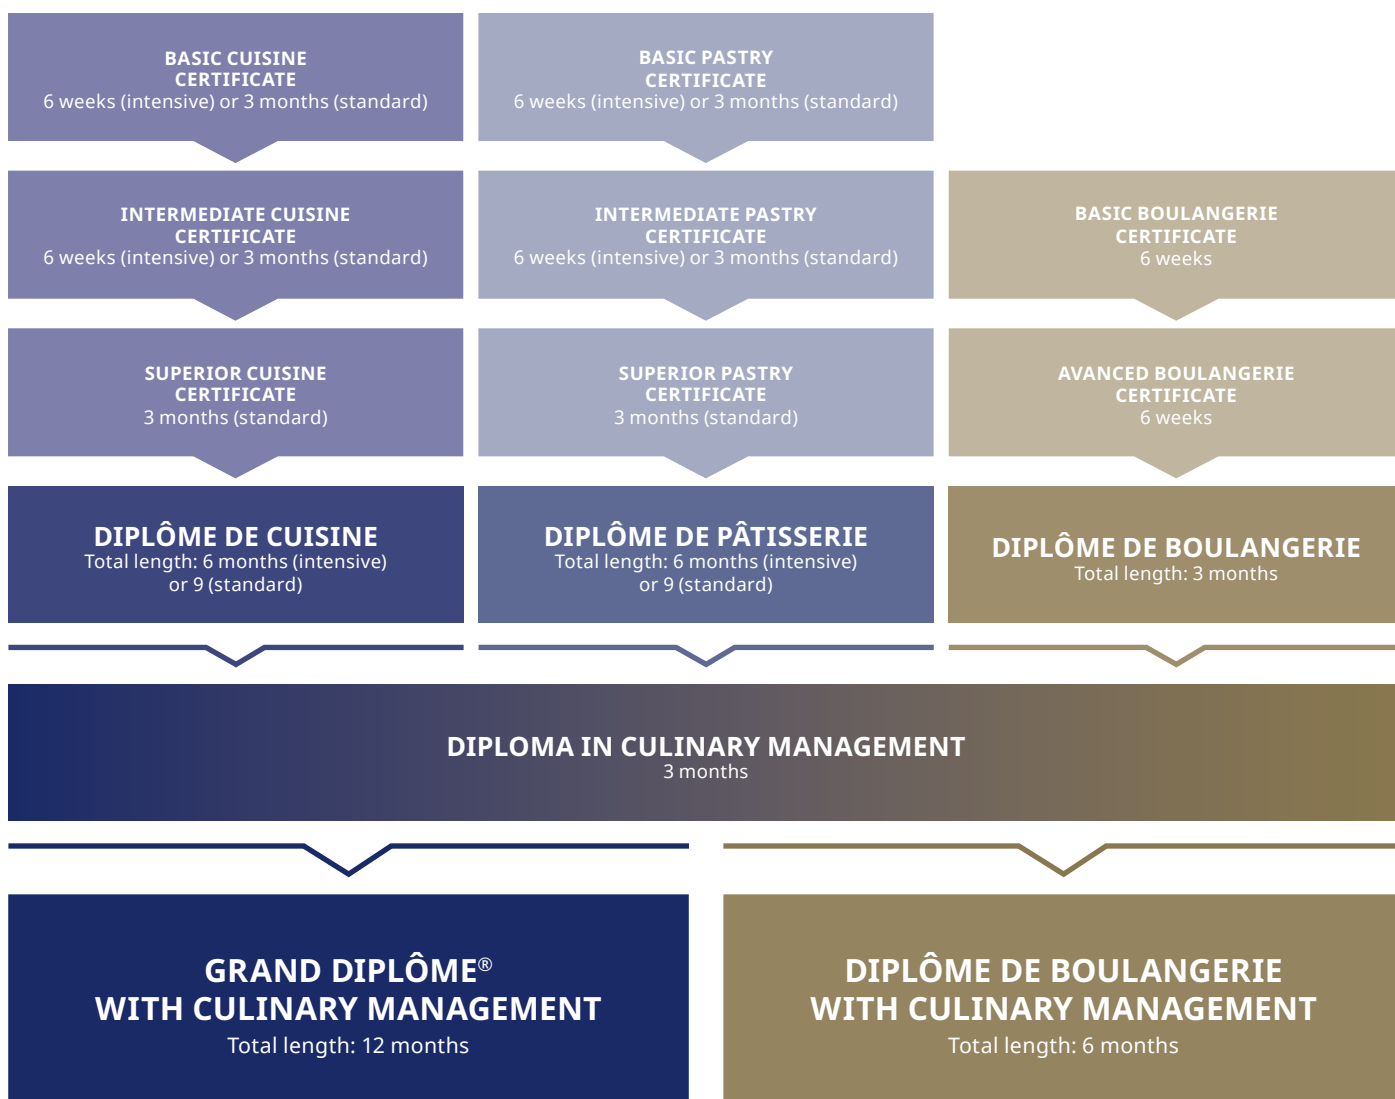 BASIC CUISINE
CERTIFICATE
6 weeks (intensive) or 3 months (standard)
BASIC PASTRY
CERTIFICATE
6 weeks (intensive) or 3 months (standard)
INTERMEDIATE CUISINE
CERTIFICATE
6 weeks (intensive) or 3 months (standard)
INTERMEDIATE PASTRY
CERTIFICATE
6 weeks (intensive) or 3 months (standard)
BASIC BOULANGERIE
CERTIFICATE
6 weeks
SUPERIOR CUISINE
CERTIFICATE
3 months (standard)
SUPERIOR PASTRY
CERTIFICATE
3 months (standard)
AVANCED BOULANGERIE
CERTIFICATE
6 weeks
DIPLÔME DE CUISINE
Total length: 6 months (intensive)
or 9 (standard)
DIPLÔME DE PÂTISSERIE
Total length: 6 months (intensive)
or 9 (standard)
DIPLÔME DE BOULANGERIE
Total length: 3 months
DIPLOMA IN CULINARY MANAGEMENT
3 months
GRAND DIPLÔME®
WITH CULINARY MANAGEMENT
Total length: 12 months
DIPLÔME DE BOULANGERIE
WITH CULINARY MANAGEMENT
Total length: 6 months